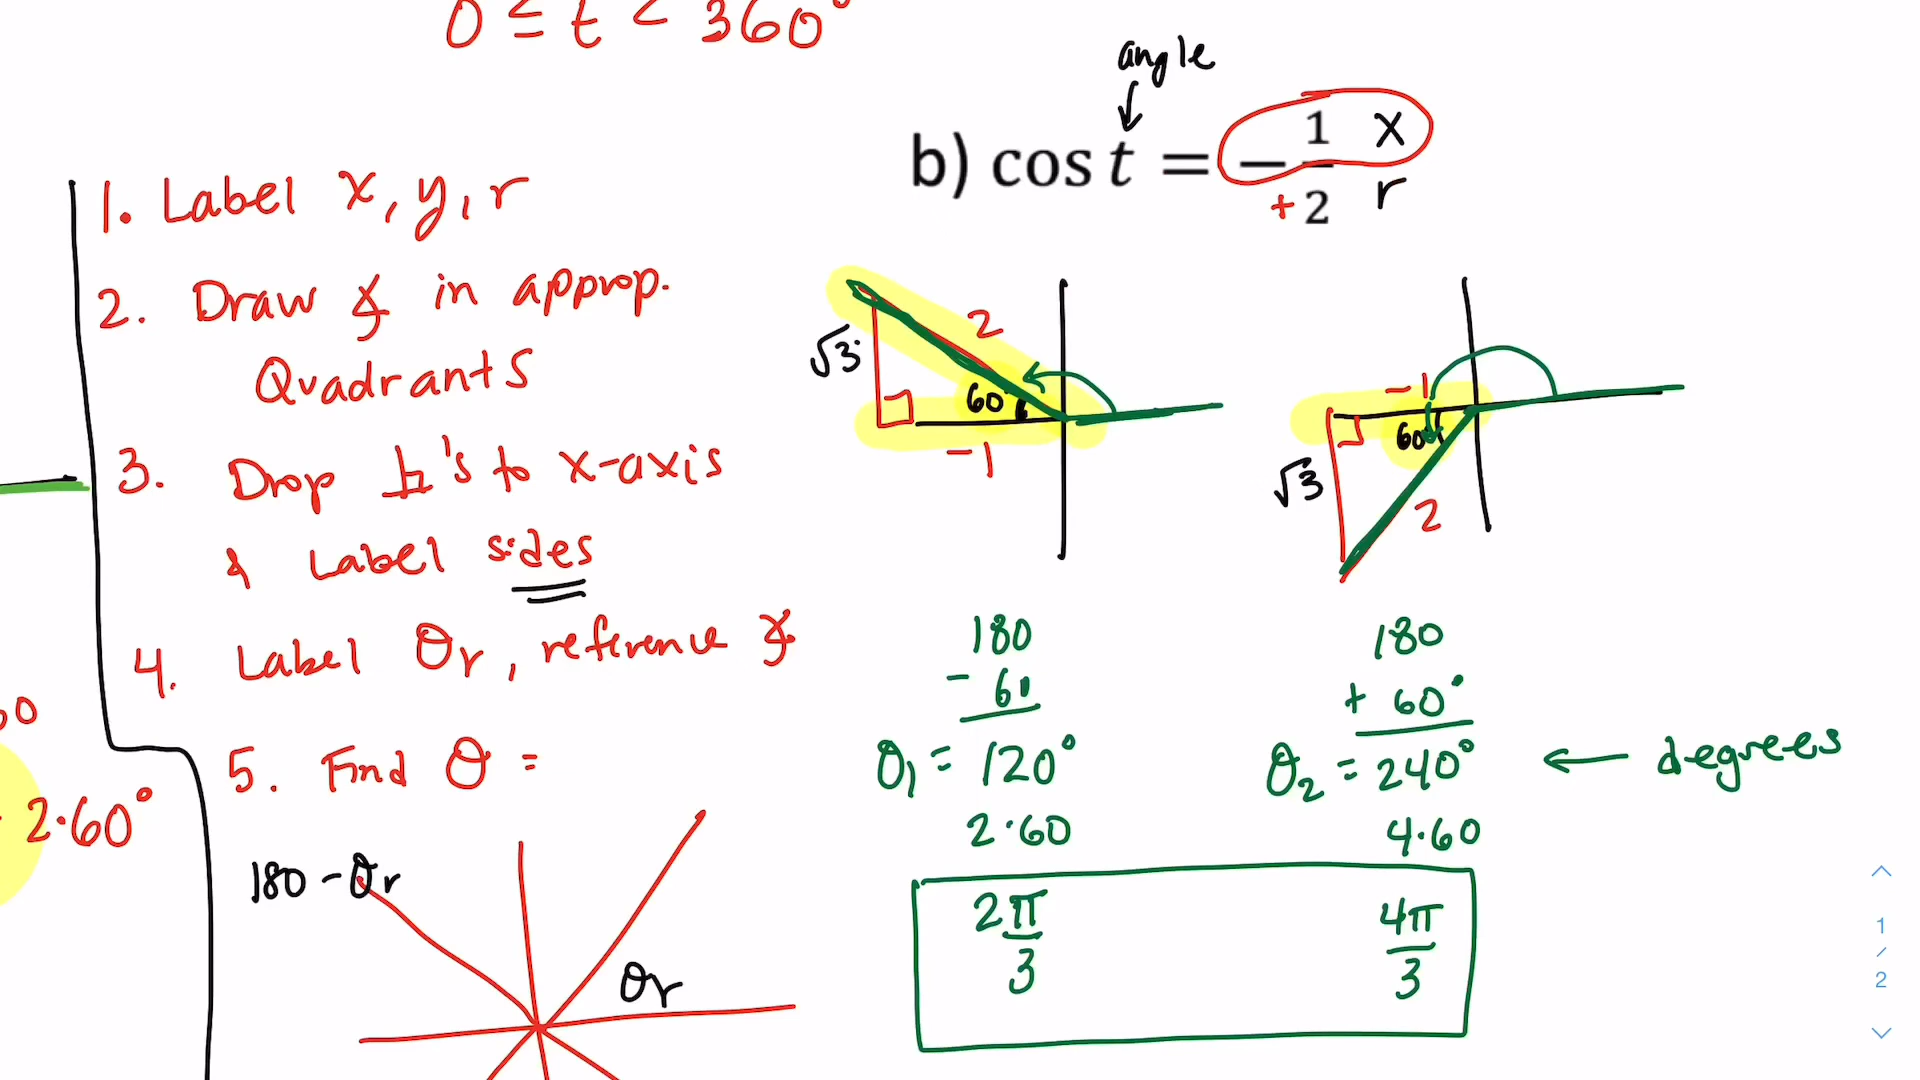 0 ≤ t < 360°
angle
b) cos t = - 1/2 x/r
+
1. Label x, y, r
2. Draw ∡ in approp.
Quadrants
3. Drop ⊾'s to x-axis
& Label sides
4. Label θr, reference ∡
5. Find θ =
180 - θr
θr
60
2·60°
√3
2
60
-1
-1
60
√3
2
180
- 60
θ1 = 120°
2·60
2π/3
180
+ 60°
θ2 = 240° ← degrees
4·60
4π/3
1
/
2